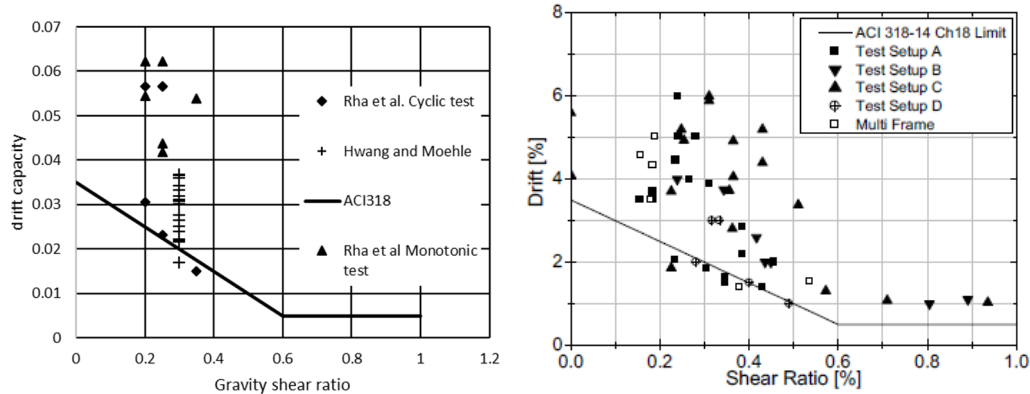 0.07
0.06
0.05
0.04
0.03
0.02
0.01
0
drift capacity
0 0.2 0.4 0.6 0.8 1 1.2
Gravity shear ratio
Rha et al. Cyclic test
Hwang and Moehle
ACI318
Rha et al Monotonic
test
8
6
4
2
0
Drift [%]
0.0 0.2 0.4 0.6 0.8 1.0
Shear Ratio [%]
ACI 318-14 Ch18 Limit
Test Setup A
Test Setup B
Test Setup C
Test Setup D
Multi Frame